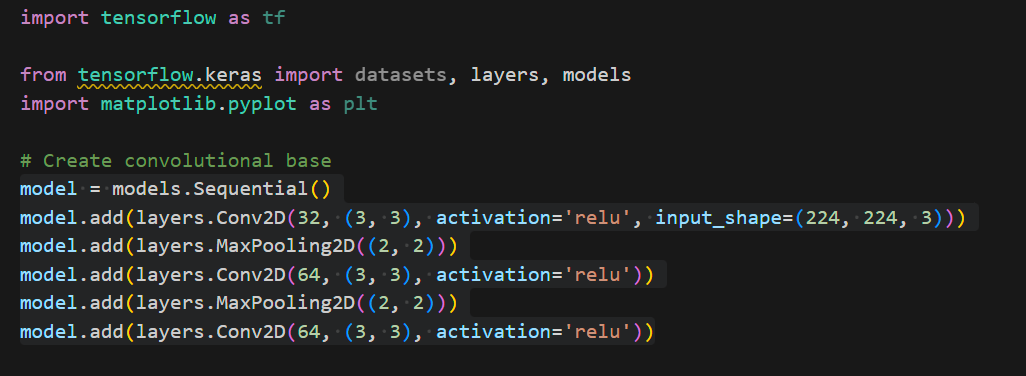 import tensorflow as tf
from tensorflow.keras import datasets, layers, models
import matplotlib.pyplot as plt
# Create convolutional base
model = models.Sequential()
model.add(layers.Conv2D(32, (3, 3), activation='relu', input_shape=(224, 224, 3)))
model.add(layers.MaxPooling2D((2, 2)))
model.add(layers.Conv2D(64, (3, 3), activation='relu'))
model.add(layers.MaxPooling2D((2, 2)))
model.add(layers.Conv2D(64, (3, 3), activation='relu'))